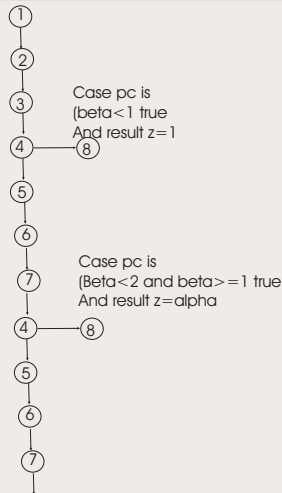 1
2
3
Case pc is
(beta<1 true
And result z=1
4
8
5
6
7
Case pc is
(Beta<2 and beta>=1 true
And result z=alpha
4
8
5
6
7